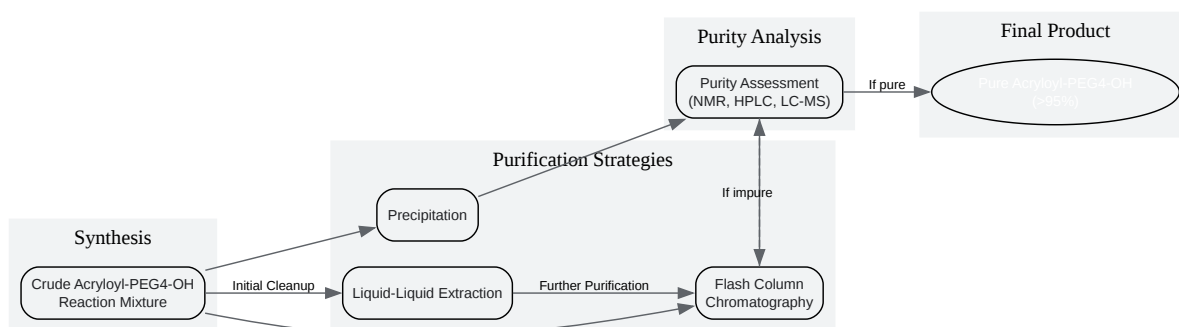 Purity Analysis
Final Product
Purity Assessment
(NMR, HPLC, LC-MS)
If pure
Pure Acryloyl-PEG4-OH
(>95%)
Purification Strategies
If impure
Precipitation
Synthesis
Crude Acryloyl-PEG4-OH
Reaction Mixture
Initial Cleanup
Liquid-Liquid Extraction
Further Purification
Flash Column
Chromatography